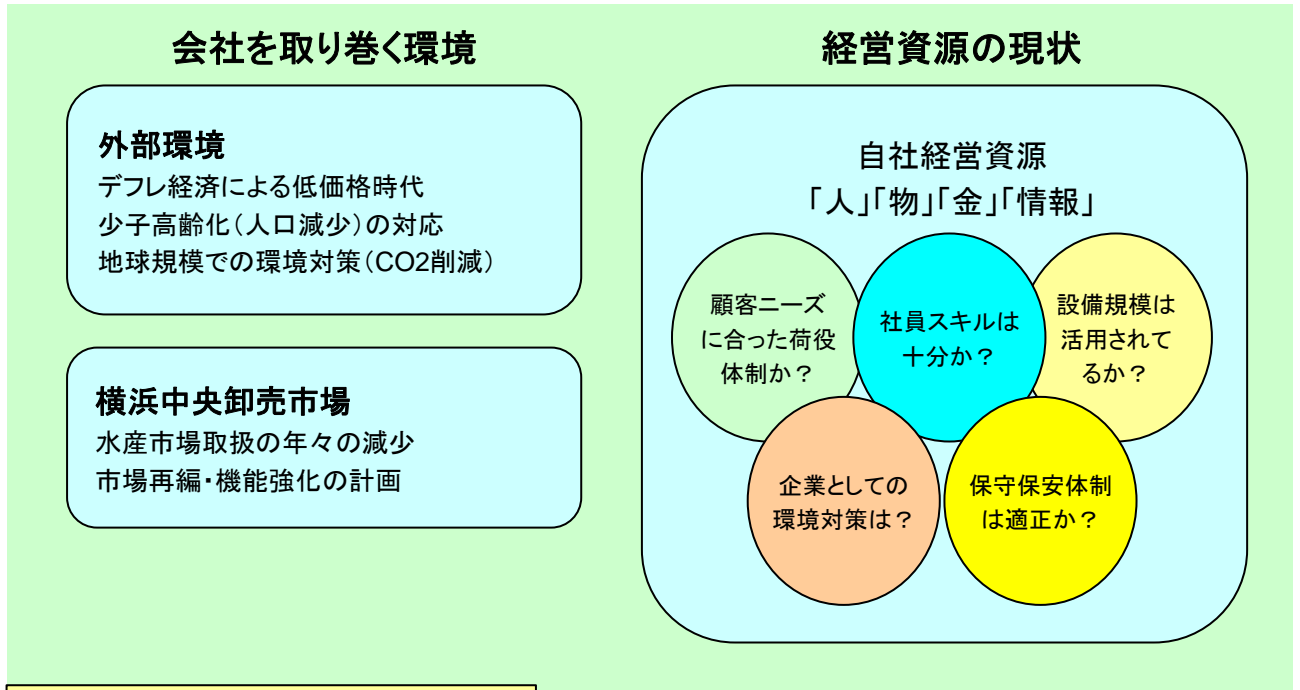 会社を取り巻く環境
外部環境
デフレ経済による低価格時代
少子高齢化（人口減少）の対応
地球規模での環境対策（CO2削減）
横浜中央卸売市場
水産市場取扱の年々の減少
市場再編・機能強化の計画
経営資源の現状
自社経営資源
「人」「物」「金」「情報」
顧客ニーズ
に合った荷役
体制か？
社員スキルは
十分か？
設備規模は
活用されて
るか？
企業としての
環境対策は？
保守保安体制
は適正か？